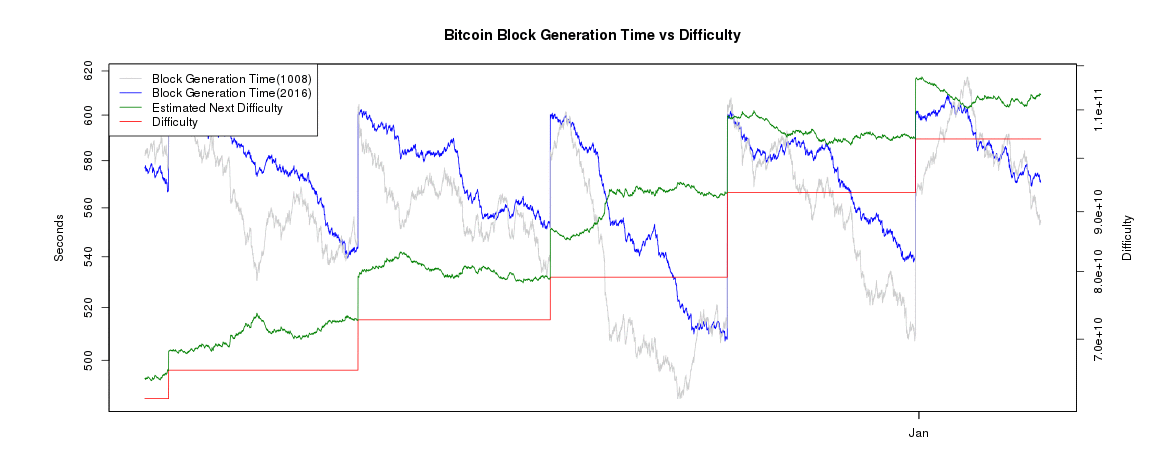 Bitcoin Block Generation Time vs Difficulty
Block Generation Time(1008)
Block Generation Time(2016)
Estimated Next Difficulty
Difficulty
Seconds
620
600
580
560
540
520
500
1.1e+11
9.0e+10
8.0e+10
7.0e+10
Difficulty
Jan